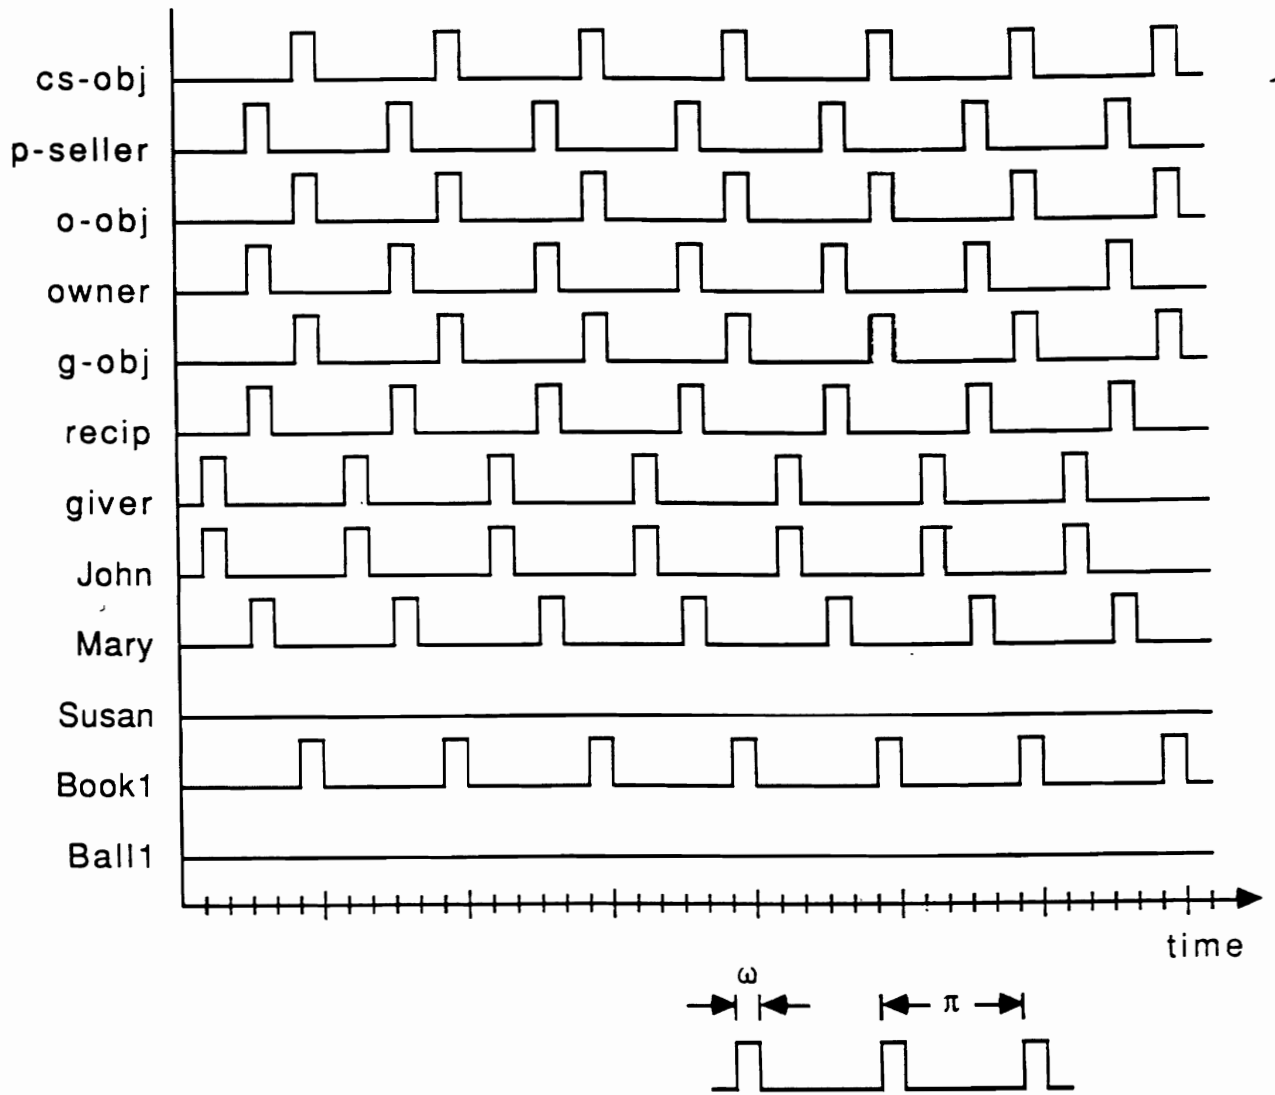 cs-obj
p-seller
o-obj
owner
g-obj
recip
giver
John
Mary
Susan
Book1
Ball1
time
ω
π